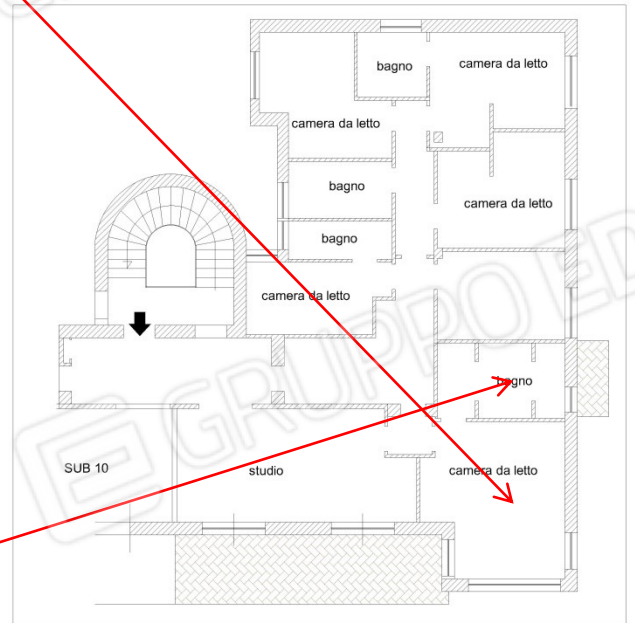 bagno
camera da letto
camera da letto
bagno
camera da letto
bagno
camera da letto
bagno
SUB 10
studio
camera da letto
E GRUPPO ED